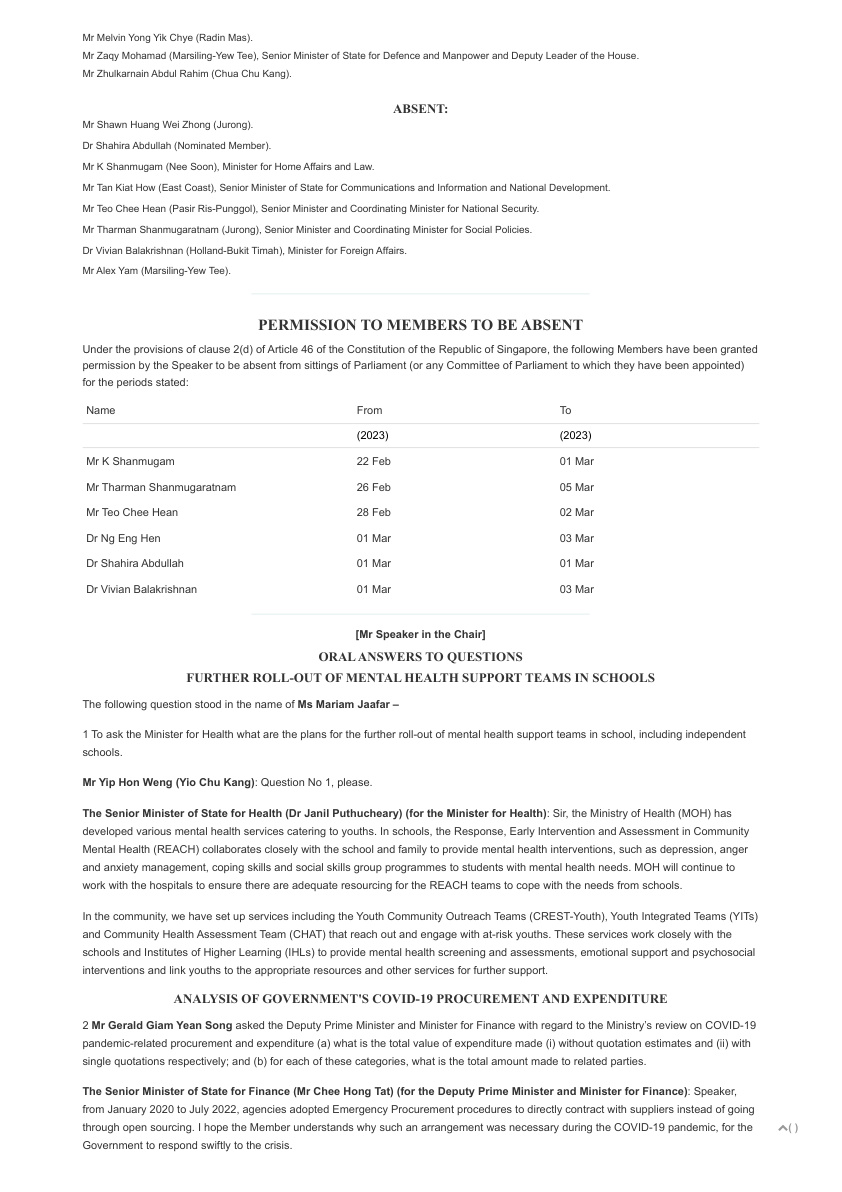 Mr Melvin Yong Yik Chye (Radin Mas).
Mr Zaqy Mohamad (Marsiling-Yew Tee), Senior Minister of State for Defence and Manpower and Deputy Leader of the House.
Mr Zhulkarnain Abdul Rahim (Chua Chu Kang).
ABSENT:
Mr Shawn Huang Wei Zhong (Jurong).
Dr Shahira Abdullah (Nominated Member).
Mr K Shanmugam (Nee Soon), Minister for Home Affairs and Law.
Mr Tan Kiat How (East Coast), Senior Minister of State for Communications and Information and National Development.
Mr Teo Chee Hean (Pasir Ris-Punggol), Senior Minister and Coordinating Minister for National Security.
Mr Tharman Shanmugaratnam (Jurong), Senior Minister and Coordinating Minister for Social Policies.
Dr Vivian Balakrishnan (Holland-Bukit Timah), Minister for Foreign Affairs.
Mr Alex Yam (Marsiling-Yew Tee).
PERMISSION TO MEMBERS TO BE ABSENT
Under the provisions of clause 2(d) of Article 46 of the Constitution of the Republic of Singapore, the following Members have been granted
permission by the Speaker to be absent from sittings of Parliament (or any Committee of Parliament to which they have been appointed)
for the periods stated:
Name From To
(2023) (2023)
Mr K Shanmugam 22 Feb 01 Mar
Mr Tharman Shanmugaratnam 26 Feb 05 Mar
Mr Teo Chee Hean 28 Feb 02 Mar
Dr Ng Eng Hen 01 Mar 03 Mar
Dr Shahira Abdullah 01 Mar 01 Mar
Dr Vivian Balakrishnan 01 Mar 03 Mar
[Mr Speaker in the Chair]
ORAL ANSWERS TO QUESTIONS
FURTHER ROLL-OUT OF MENTAL HEALTH SUPPORT TEAMS IN SCHOOLS
The following question stood in the name of Ms Mariam Jaafar –
1 To ask the Minister for Health what are the plans for the further roll-out of mental health support teams in school, including independent
schools.
Mr Yip Hon Weng (Yio Chu Kang): Question No 1, please.
The Senior Minister of State for Health (Dr Janil Puthucheary) (for the Minister for Health): Sir, the Ministry of Health (MOH) has
developed various mental health services catering to youths. In schools, the Response, Early Intervention and Assessment in Community
Mental Health (REACH) collaborates closely with the school and family to provide mental health interventions, such as depression, anger
and anxiety management, coping skills and social skills group programmes to students with mental health needs. MOH will continue to
work with the hospitals to ensure there are adequate resourcing for the REACH teams to cope with the needs from schools.
In the community, we have set up services including the Youth Community Outreach Teams (CREST-Youth), Youth Integrated Teams (YITs)
and Community Health Assessment Team (CHAT) that reach out and engage with at-risk youths. These services work closely with the
schools and Institutes of Higher Learning (IHLs) to provide mental health screening and assessments, emotional support and psychosocial
interventions and link youths to the appropriate resources and other services for further support.
ANALYSIS OF GOVERNMENT'S COVID-19 PROCUREMENT AND EXPENDITURE
2 Mr Gerald Giam Yean Song asked the Deputy Prime Minister and Minister for Finance with regard to the Ministry's review on COVID-19
pandemic-related procurement and expenditure (a) what is the total value of expenditure made (i) without quotation estimates and (ii) with
single quotations respectively; and (b) for each of these categories, what is the total amount made to related parties.
The Senior Minister of State for Finance (Mr Chee Hong Tat) (for the Deputy Prime Minister and Minister for Finance): Speaker,
from January 2020 to July 2022, agencies adopted Emergency Procurement procedures to directly contract with suppliers instead of going
through open sourcing. I hope the Member understands why such an arrangement was necessary during the COVID-19 pandemic, for the
Government to respond swiftly to the crisis.
( )